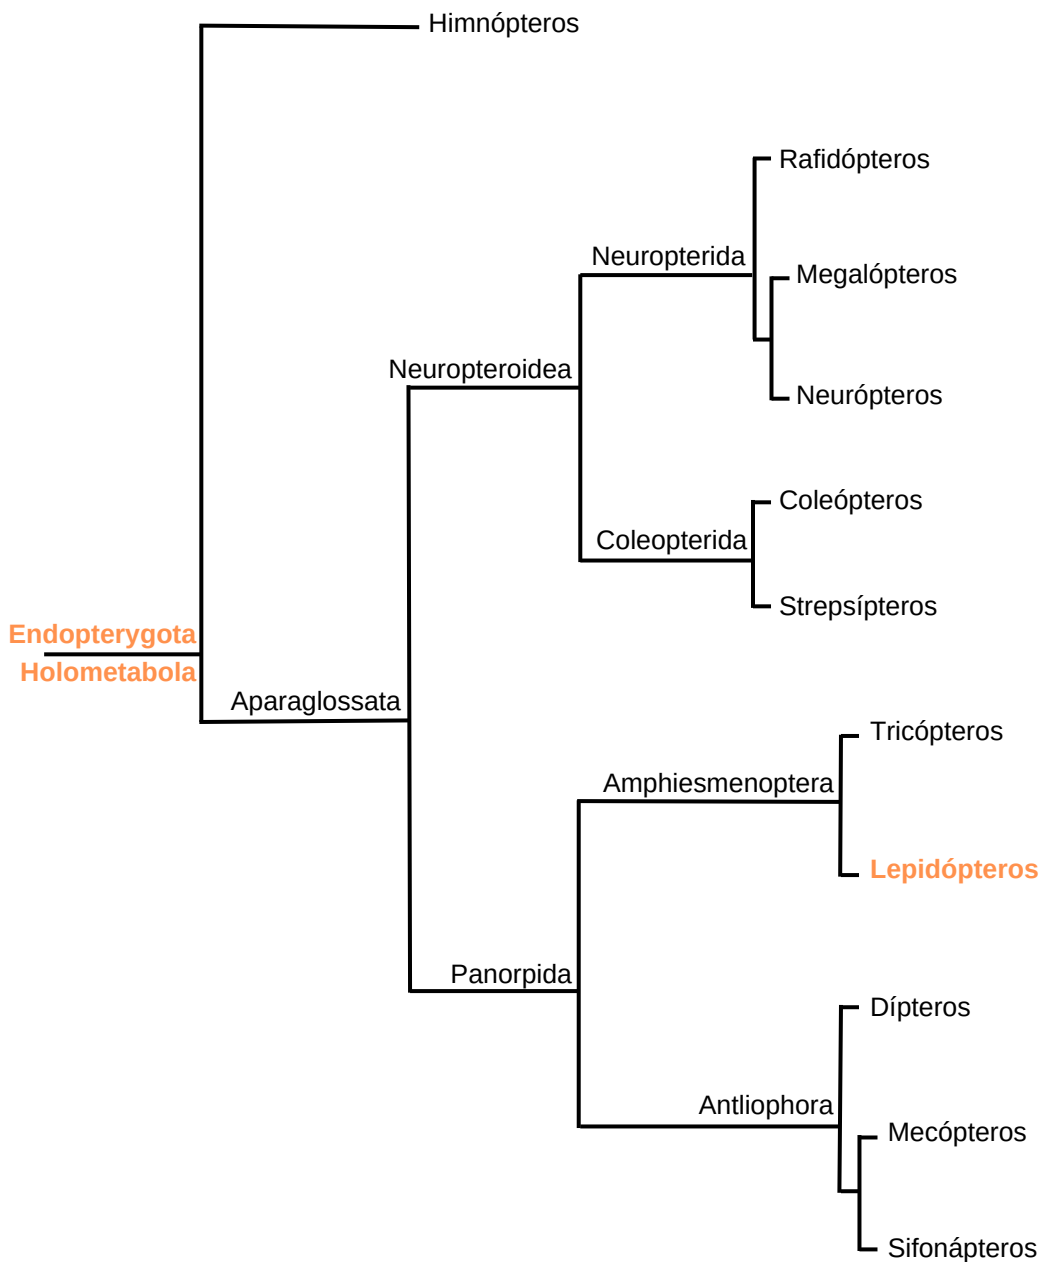 Himnópteros
Rafidópteros
Neuropterida
Megalópteros
Neuropteroidea
Neurópteros
Coleópteros
Coleopterida
Strepsípteros
Endopterygota
Holometabola
Aparaglossata
Tricópteros
Amphiesmenoptera
Lepidópteros
Panorpida
Dípteros
Antliophora
Mecópteros
Sifonápteros